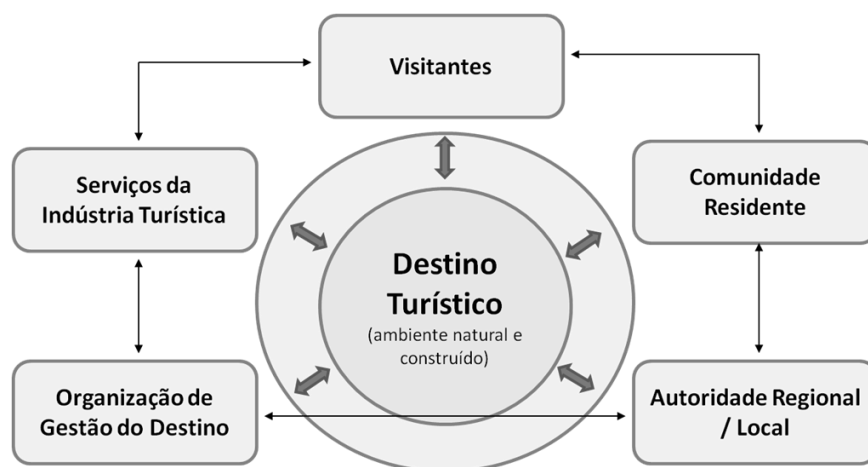 Visitantes
Serviços da
Indústria Turística
Comunidade
Residente
Destino
Turístico
(ambiente natural e
construído)
Organização de
Gestão do Destino
Autoridade Regional
/ Local